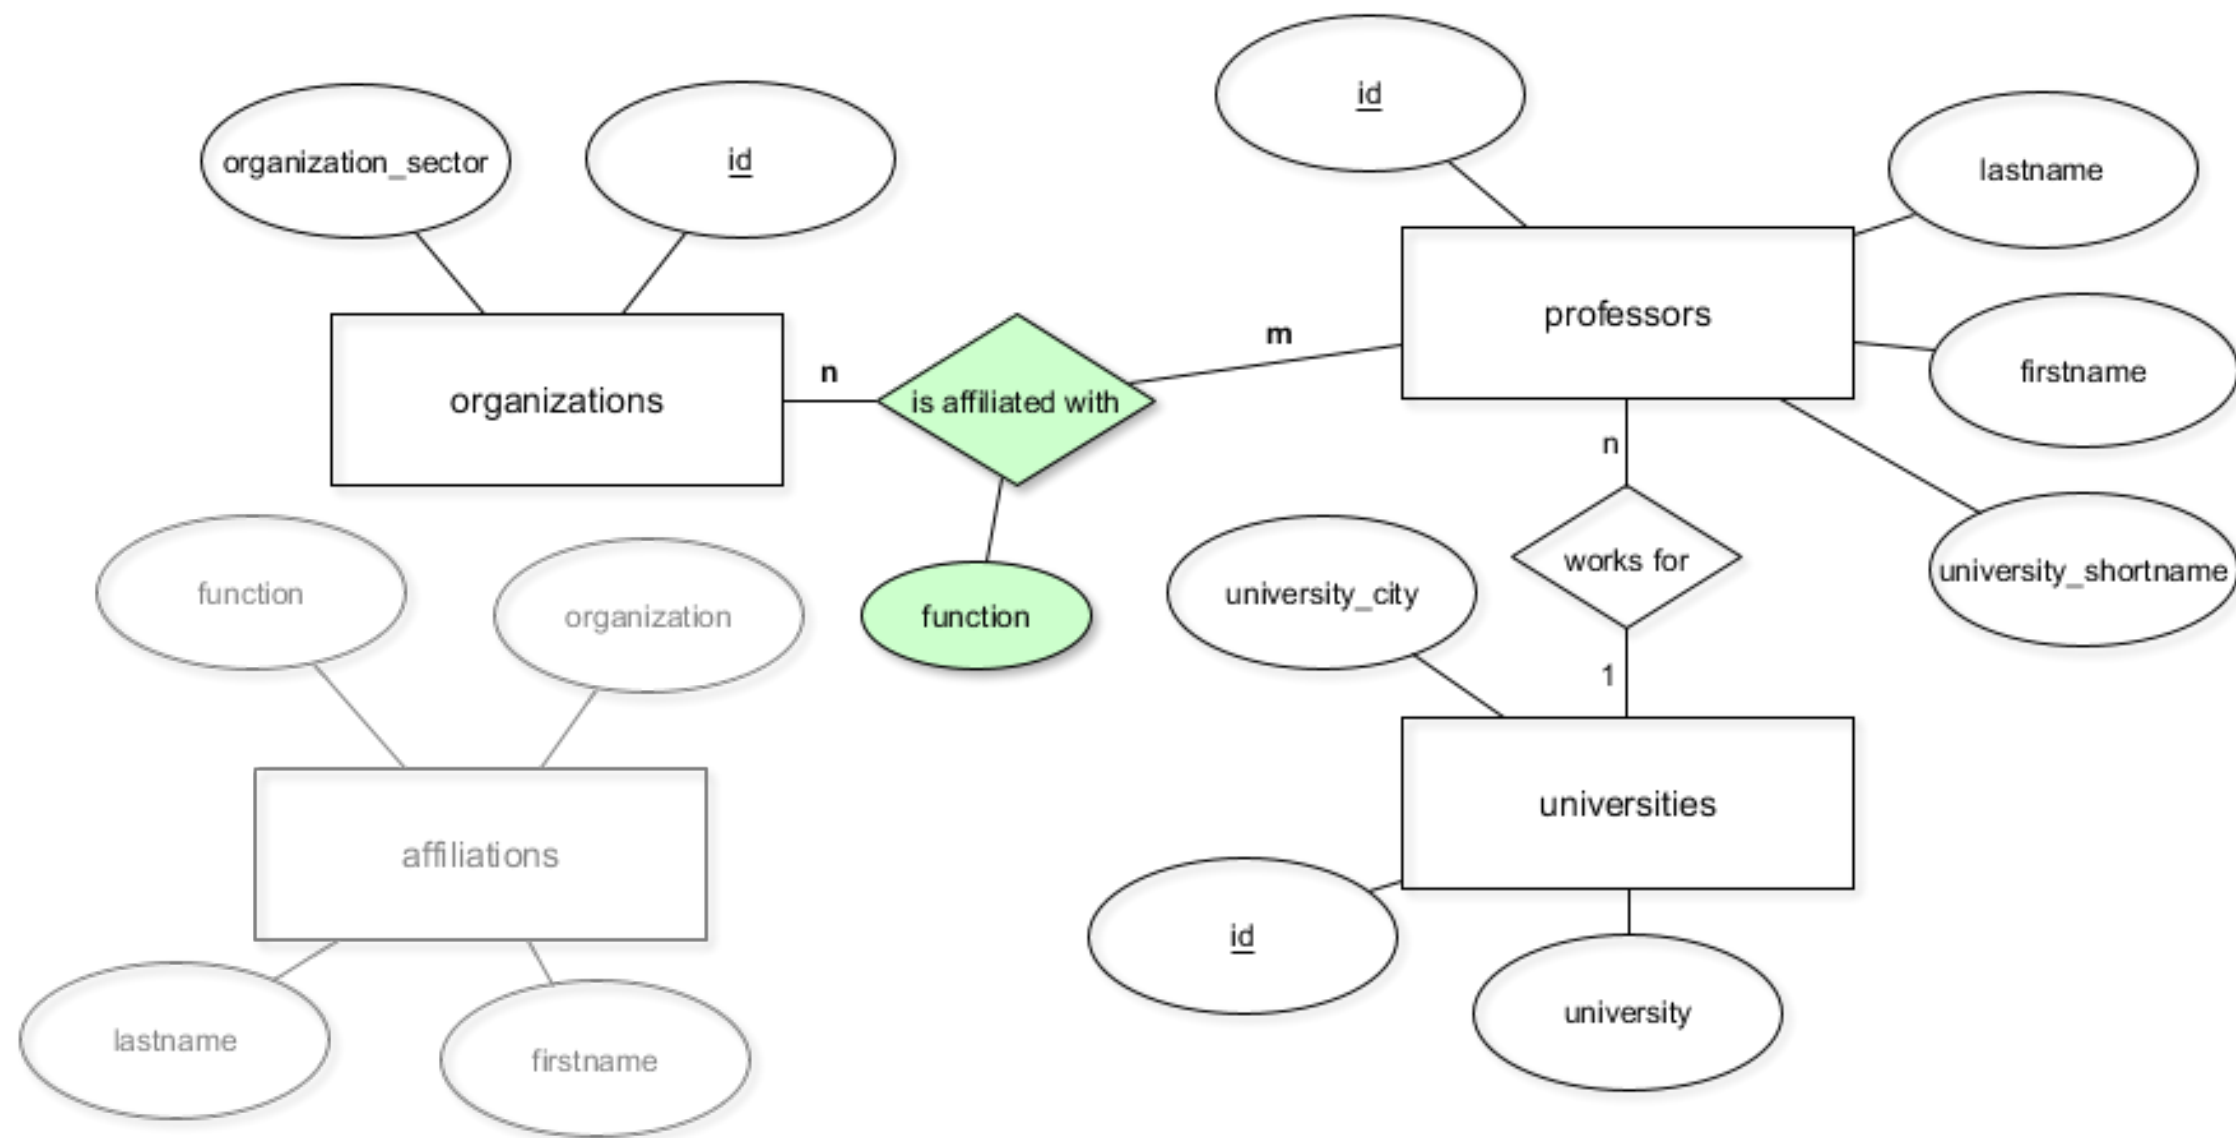 id
organization_sector
id
lastname
professors
m
firstname
n
organizations
is affiliated with
n
works for
university_shortname
function
organization
function
university_city
1
universities
affiliations
id
university
lastname
firstname